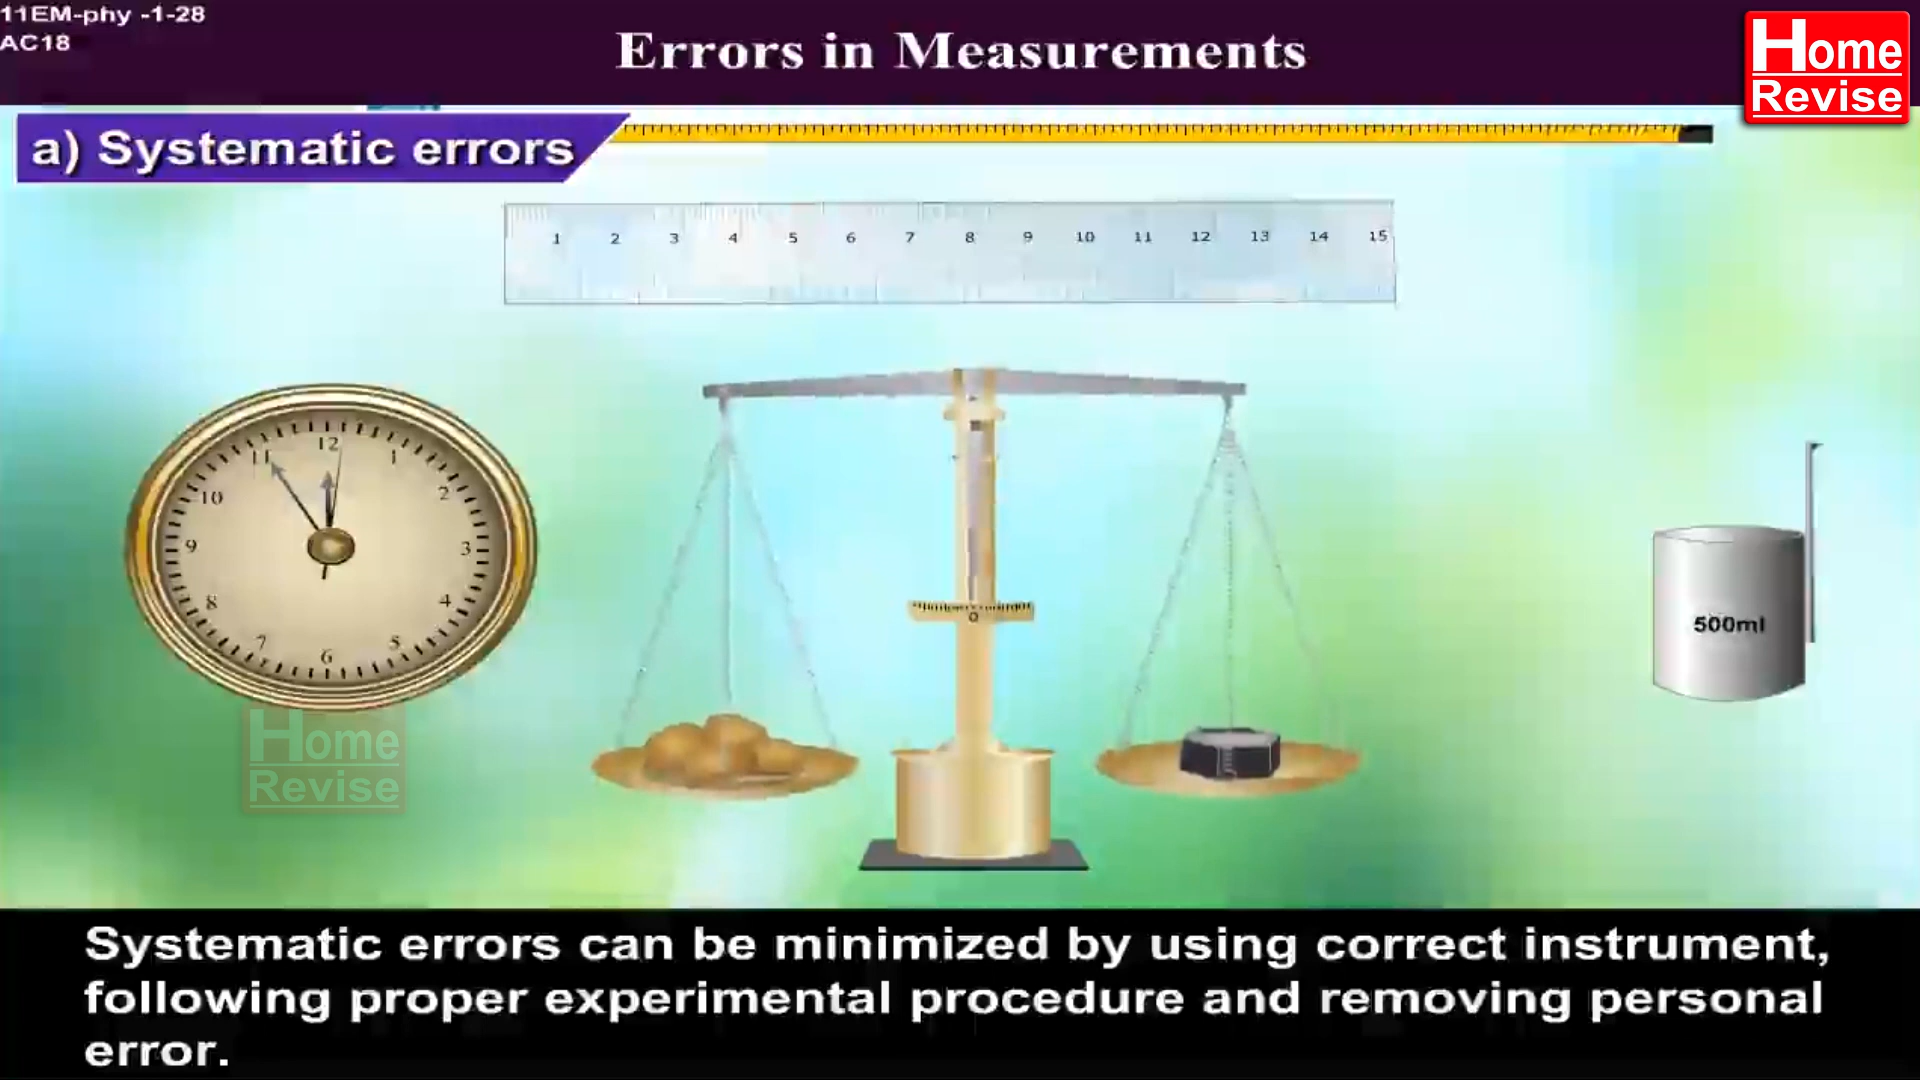 11EM-phy -1-28
AC18
Errors in Measurements
Home
Revise
a) Systematic errors
1 2 3 4 5 6 7 8 9 10 11 12 13 14 15
12
11 1
10 2
9 3
8 4
7 5
6
0
500ml
Home
Revise
Systematic errors can be minimized by using correct instrument,
following proper experimental procedure and removing personal
error.